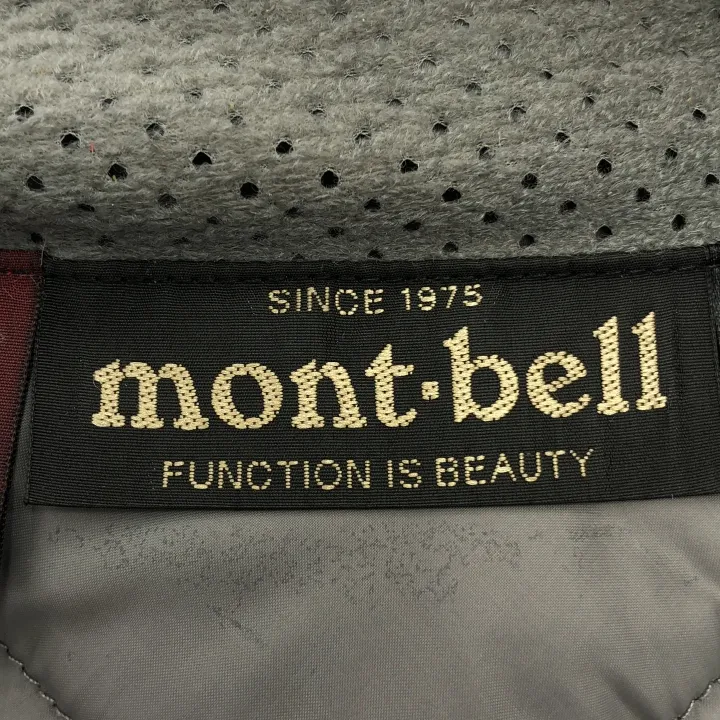 SINCE 1975
mont·bell
FUNCTION IS BEAUTY